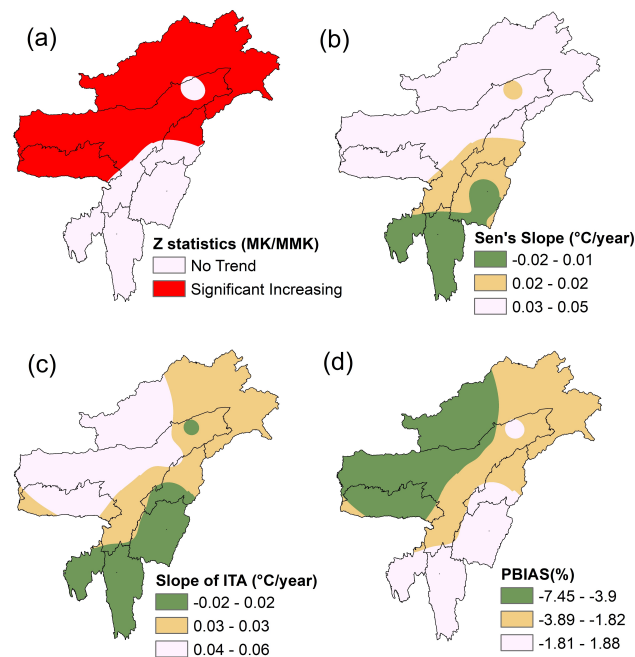 (a)
Z statistics (MK/MMK)
No Trend
Significant Increasing
(b)
Sen's Slope (°C/year)
-0.02 - 0.01
0.02 - 0.02
0.03 - 0.05
(c)
Slope of ITA (°C/year)
-0.02 - 0.02
0.03 - 0.03
0.04 - 0.06
(d)
PBIAS(%)
-7.45 - -3.9
-3.89 - -1.82
-1.81 - 1.88